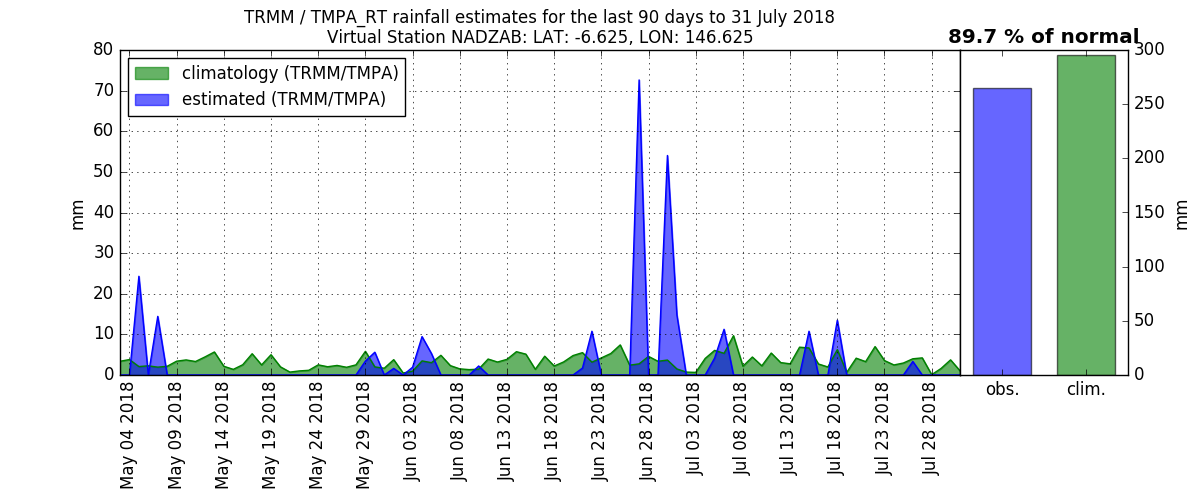 TRMM / TMPA_RT rainfall estimates for the last 90 days to 31 July 2018
Virtual Station NADZAB: LAT: -6.625, LON: 146.625
89.7 % of normal
climatology (TRMM/TMPA)
estimated (TRMM/TMPA)
mm
80
70
60
50
40
30
20
10
0
May 04 2018
May 09 2018
May 14 2018
May 19 2018
May 24 2018
May 29 2018
Jun 03 2018
Jun 08 2018
Jun 13 2018
Jun 18 2018
Jun 23 2018
Jun 28 2018
Jul 03 2018
Jul 08 2018
Jul 13 2018
Jul 18 2018
Jul 23 2018
Jul 28 2018
obs.
clim.
300
250
200
150
100
50
0
mm